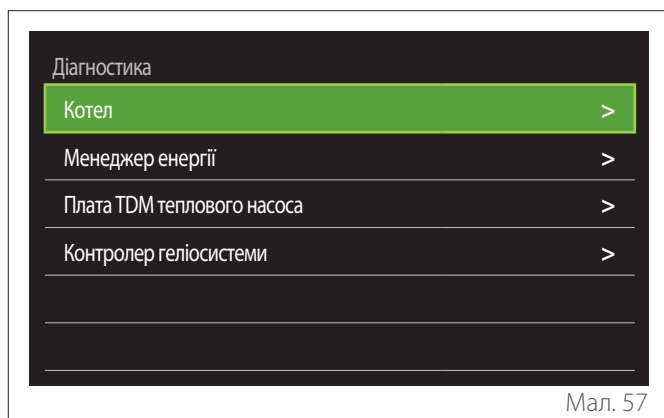 Діагностика
Котел >
Менеджер енергії >
Плата TDM теплового насоса >
Контролер геліосистеми >
Мал. 57